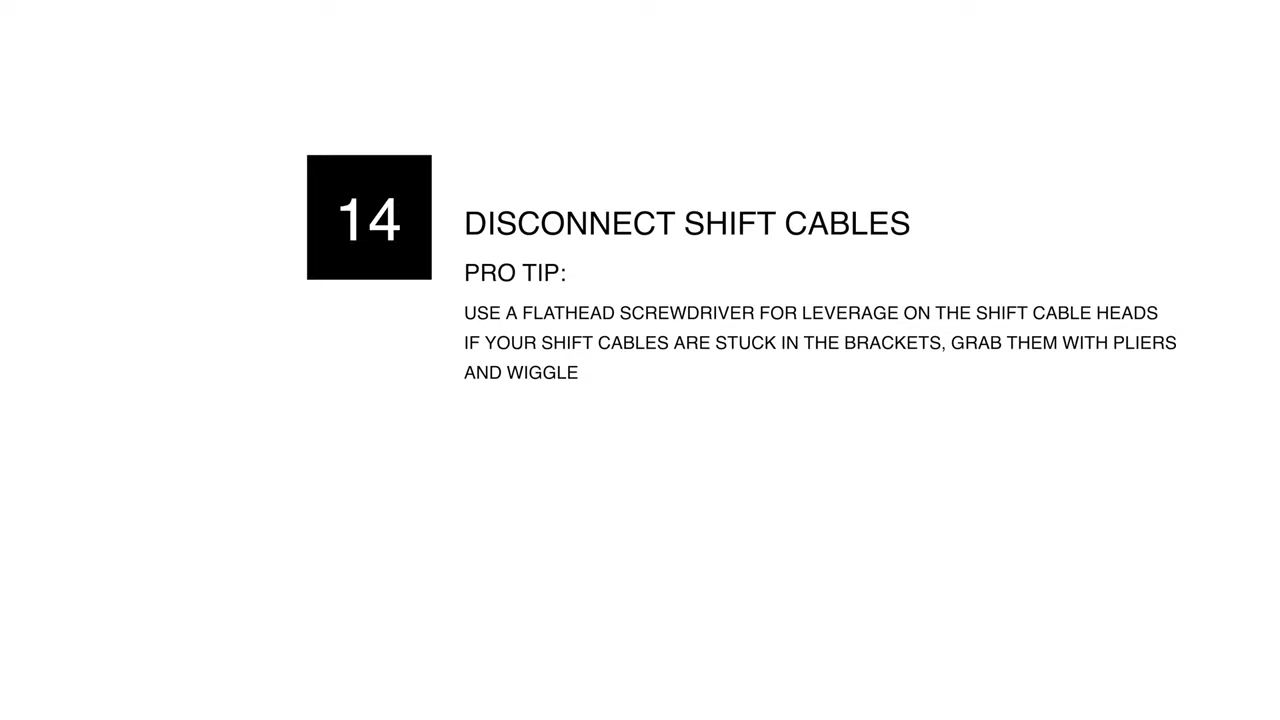 14
DISCONNECT SHIFT CABLES
PRO TIP:
USE A FLATHEAD SCREWDRIVER FOR LEVERAGE ON THE SHIFT CABLE HEADS
IF YOUR SHIFT CABLES ARE STUCK IN THE BRACKETS, GRAB THEM WITH PLIERS
AND WIGGLE